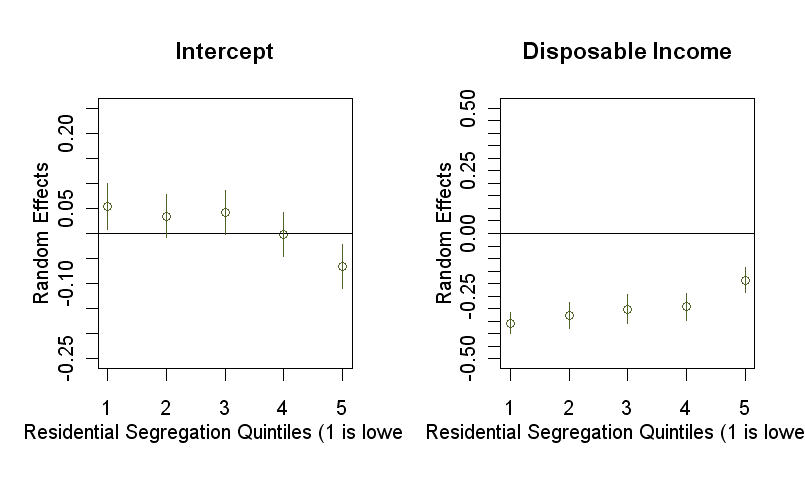 Intercept
Random Effects
0.20
0.05
-0.10
-0.25
1 2 3 4 5
Residential Segregation Quintiles (1 is lowe
Disposable Income
Random Effects
0.50
0.25
0.00
-0.25
-0.50
1 2 3 4 5
Residential Segregation Quintiles (1 is lowe